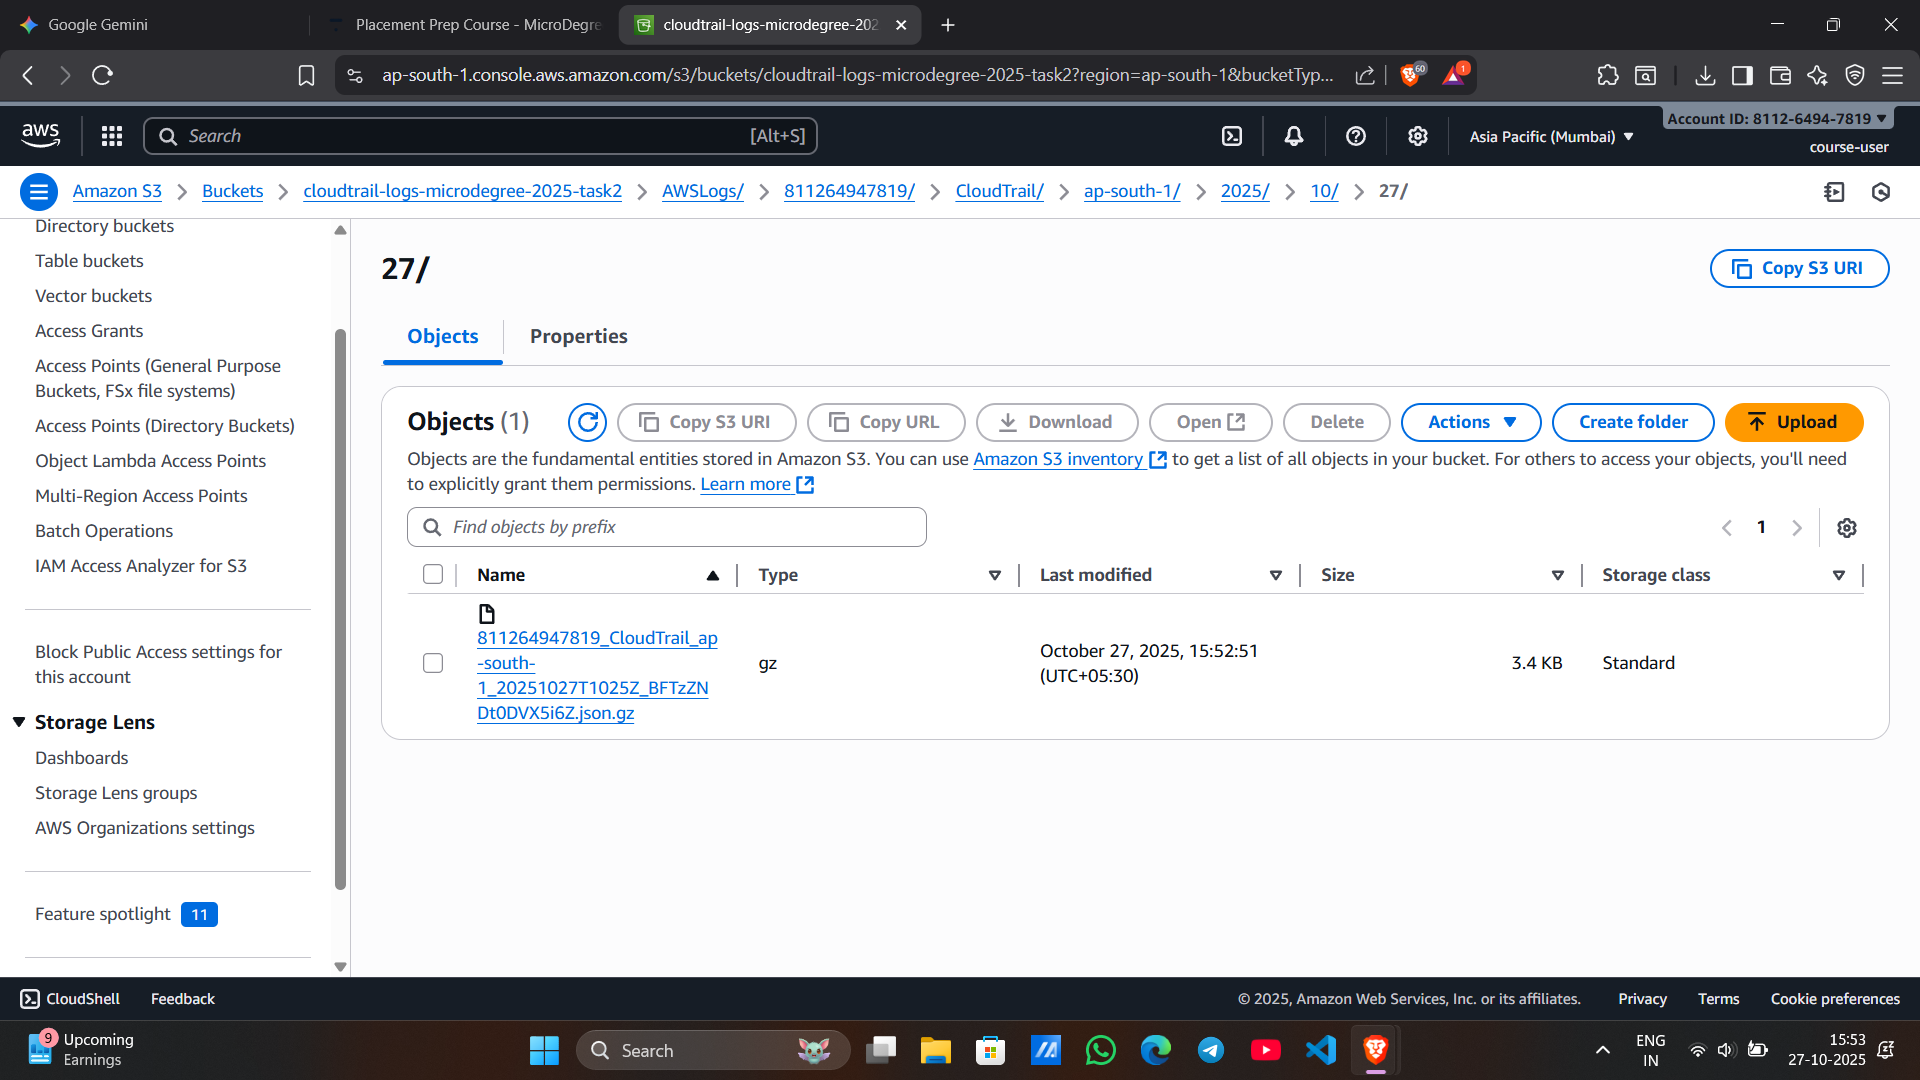 Google Gemini
Placement Prep Course - MicroDegre
cloudtrail-logs-microdegree-202
ap-south-1.console.aws.amazon.com/s3/buckets/cloudtrail-logs-microdegree-2025-task2?region=ap-south-1&bucketTyp...
60
1
aws
Search
[Alt+S]
Asia Pacific (Mumbai)
Account ID: 8112-6494-7819
course-user
Amazon S3
Buckets
cloudtrail-logs-microdegree-2025-task2
AWSLogs/
811264947819/
CloudTrail/
ap-south-1/
2025/
10/
27/
Directory buckets
Table buckets
Vector buckets
Access Grants
Access Points (General Purpose
Buckets, FSx file systems)
Access Points (Directory Buckets)
Object Lambda Access Points
Multi-Region Access Points
Batch Operations
IAM Access Analyzer for S3
Block Public Access settings for
this account
Storage Lens
Dashboards
Storage Lens groups
AWS Organizations settings
Feature spotlight 11
27/
Copy S3 URI
Objects
Properties
Objects (1)
Copy S3 URI
Copy URL
Download
Open
Delete
Actions
Create folder
Upload
Objects are the fundamental entities stored in Amazon S3. You can use Amazon S3 inventory to get a list of all objects in your bucket. For others to access your objects, you'll need
to explicitly grant them permissions. Learn more
Find objects by prefix
1
Name
Type
Last modified
Size
Storage class
811264947819_CloudTrail_ap
-south-
1_20251027T1025Z_BFTzZN
Dt0DVX5i6Z.json.gz
gz
October 27, 2025, 15:52:51
(UTC+05:30)
3.4 KB
Standard
CloudShell
Feedback
© 2025, Amazon Web Services, Inc. or its affiliates.
Privacy
Terms
Cookie preferences
9
Upcoming
Earnings
Search
ENG
IN
15:53
27-10-2025